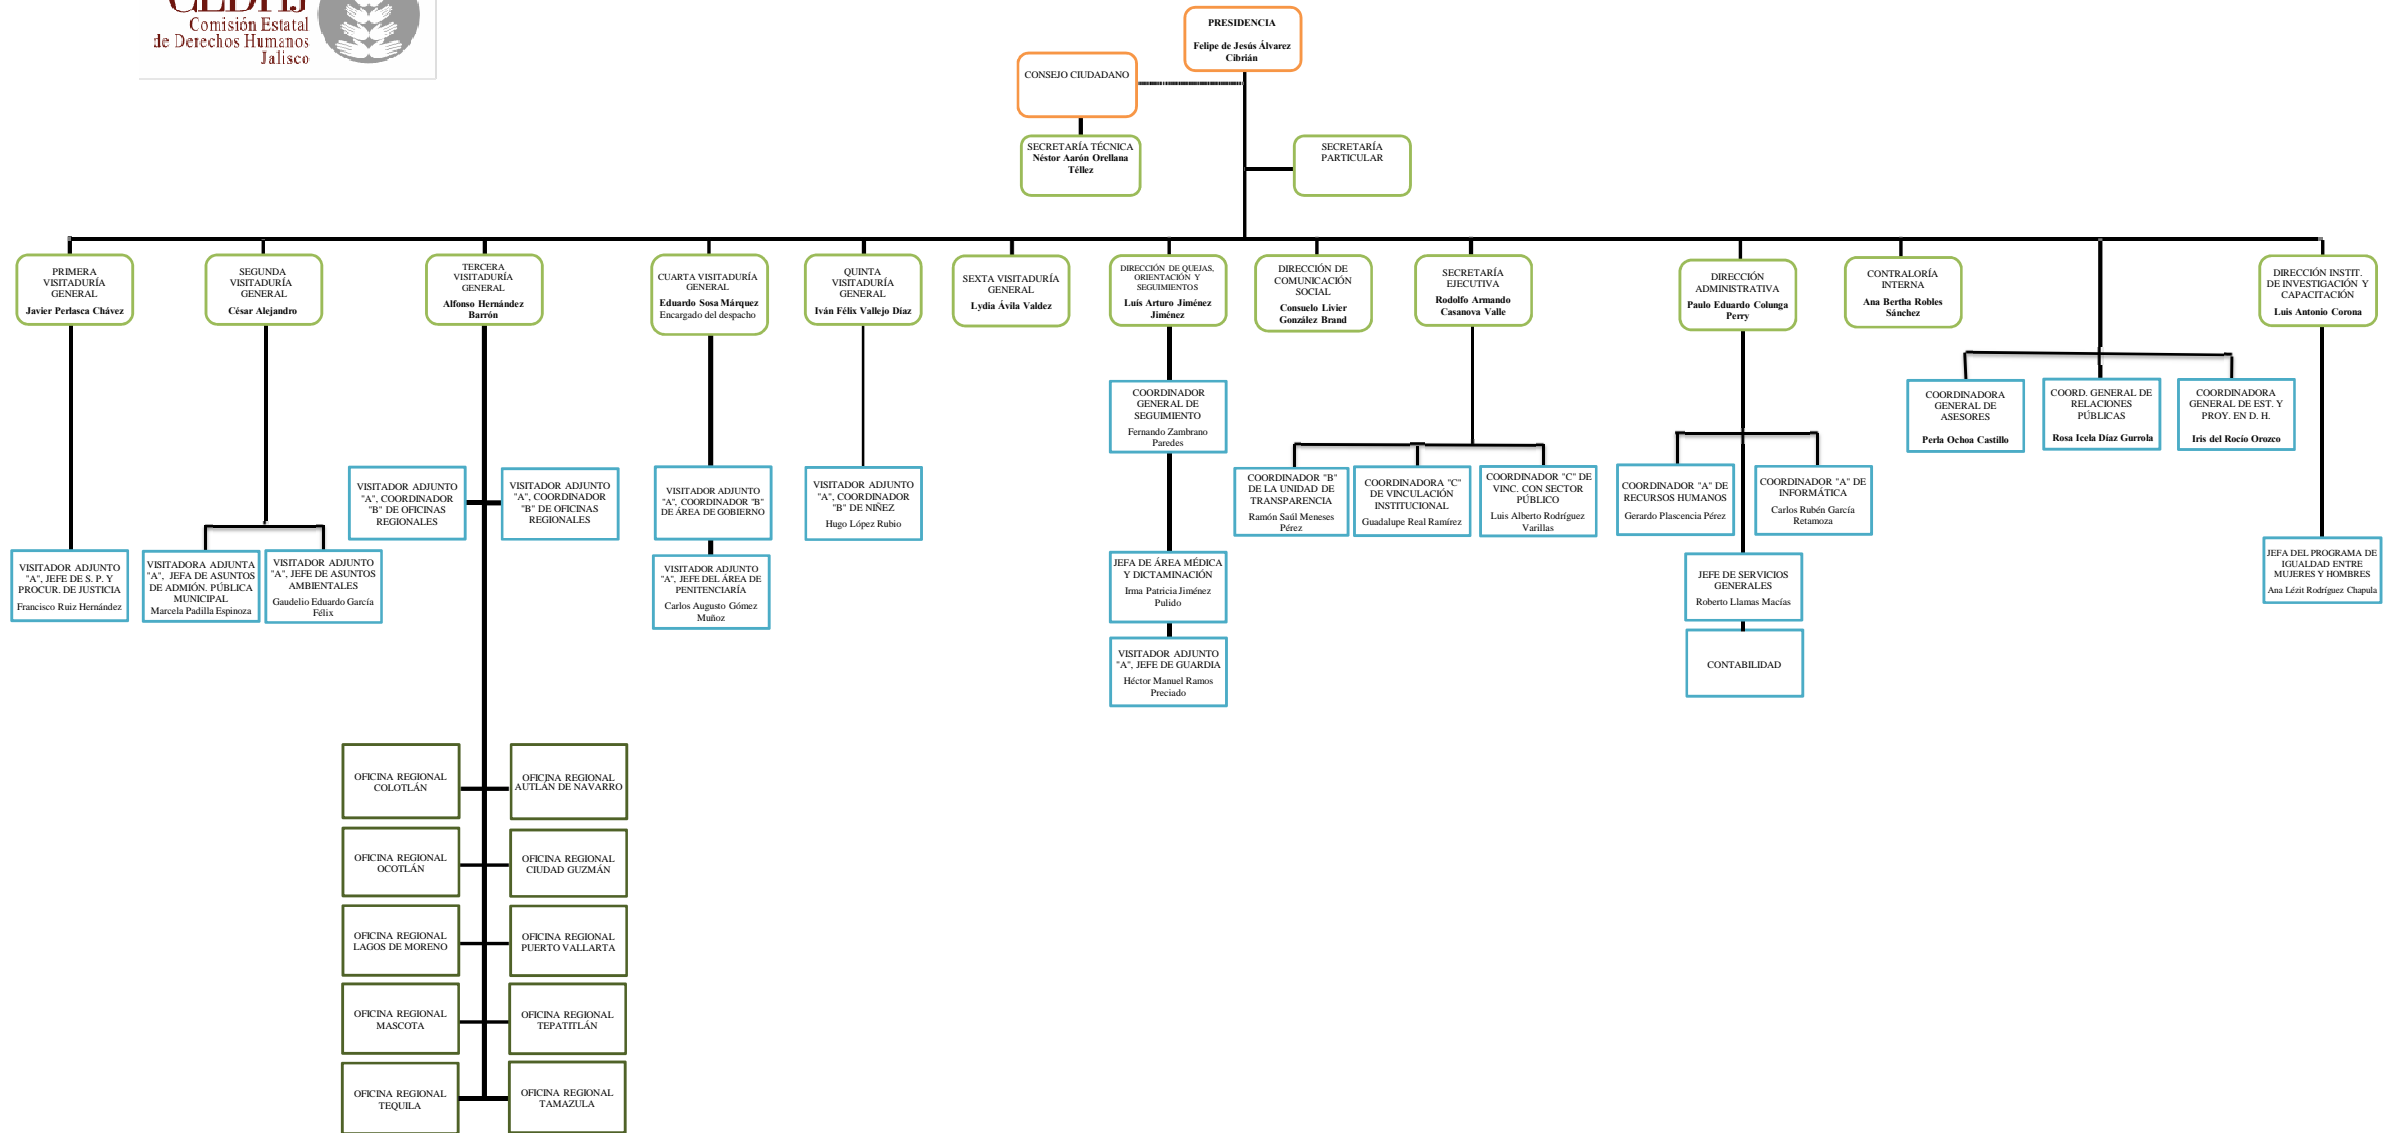 CEDHJ
Comisión Estatal
de Derechos Humanos
Jalisco
PRESIDENCIA
Felipe de Jesús Álvarez
Cibrián
CONSEJO CIUDADANO
SECRETARÍA TÉCNICA
Néstor Aarón Orellana
Téllez
SECRETARÍA
PARTICULAR
PRIMERA
VISITADURÍA
GENERAL
Javier Perlasca Chávez
SEGUNDA
VISITADURÍA
GENERAL
César Alejandro
TERCERA
VISITADURÍA
GENERAL
Alfonso Hernández
Barrón
CUARTA VISITADURÍA
GENERAL
Eduardo Sosa Márquez
Encargado del despacho
QUINTA
VISITADURÍA
GENERAL
Iván Félix Vallejo Díaz
SEXTA VISITADURÍA
GENERAL
Lydia Ávila Valdez
DIRECCIÓN DE QUEJAS,
ORIENTACIÓN Y
SEGUIMIENTOS
Luís Arturo Jiménez
Jiménez
DIRECCIÓN DE
COMUNICACIÓN
SOCIAL
Consuelo Livier
González Brand
SECRETARÍA
EJECUTIVA
Rodolfo Armando
Casanova Valle
DIRECCIÓN
ADMINISTRATIVA
Paulo Eduardo Colunga
Perry
CONTRALORÍA
INTERNA
Ana Bertha Robles
Sánchez
DIRECCIÓN INSTIT.
DE INVESTIGACIÓN Y
CAPACITACIÓN
Luis Antonio Corona
COORDINADOR
GENERAL DE
SEGUIMIENTO
Fernando Zambrano
Paredes
COORDINADORA
GENERAL DE
ASESORES
Perla Ochoa Castillo
COORD. GENERAL DE
RELACIONES
PÚBLICAS
Rosa Icela Díaz Gurrola
COORDINADORA
GENERAL DE EST. Y
PROY. EN D. H.
Iris del Rocío Orozco
VISITADOR ADJUNTO
"A", COORDINADOR
"B" DE OFICINAS
REGIONALES
VISITADOR ADJUNTO
"A", COORDINADOR
"B" DE OFICINAS
REGIONALES
VISITADOR ADJUNTO
"A", COORDINADOR "B"
DE ÁREA DE GOBIERNO
VISITADOR ADJUNTO
"A", COORDINADOR
"B" DE NIÑEZ
Hugo López Rubio
COORDINADOR "B"
DE LA UNIDAD DE
TRANSPARENCIA
Ramón Saúl Meneses
Pérez
COORDINADORA "C"
DE VINCULACIÓN
INSTITUCIONAL
Guadalupe Real Ramírez
COORDINADOR "C" DE
VINC. CON SECTOR
PÚBLICO
Luis Alberto Rodríguez
Varillas
COORDINADOR "A" DE
RECURSOS HUMANOS
Gerardo Plascencia Pérez
COORDINADOR "A" DE
INFORMÁTICA
Carlos Rubén García
Retamoza
VISITADOR ADJUNTO
"A", JEFE DE S. P. Y
PROCUR. DE JUSTICIA
Francisco Ruiz Hernández
VISITADORA ADJUNTA
"A", JEFA DE ASUNTOS
DE ADMIÓN. PÚBLICA
MUNICIPAL
Marcela Padilla Espinoza
VISITADOR ADJUNTO
"A", JEFE DE ASUNTOS
AMBIENTALES
Gaudelio Eduardo García
Félix
VISITADOR ADJUNTO
"A", JEFE DEL ÁREA DE
PENITENCIARÍA
Carlos Augusto Gómez
Muñoz
JEFA DE ÁREA MÉDICA
Y DICTAMINACIÓN
Irma Patricia Jiménez
Pulido
JEFE DE SERVICIOS
GENERALES
Roberto Llamas Macías
JEFA DEL PROGRAMA DE
IGUALDAD ENTRE
MUJERES Y HOMBRES
Ana Lézit Rodríguez Chapula
VISITADOR ADJUNTO
"A", JEFE DE GUARDIA
Héctor Manuel Ramos
Preciado
CONTABILIDAD
OFICINA REGIONAL
COLOTLÁN
OFICINA REGIONAL
AUTLÁN DE NAVARRO
OFICINA REGIONAL
OCOTLÁN
OFICINA REGIONAL
CIUDAD GUZMÁN
OFICINA REGIONAL
LAGOS DE MORENO
OFICINA REGIONAL
PUERTO VALLARTA
OFICINA REGIONAL
MASCOTA
OFICINA REGIONAL
TEPATITLÁN
OFICINA REGIONAL
TEQUILA
OFICINA REGIONAL
TAMAZULA